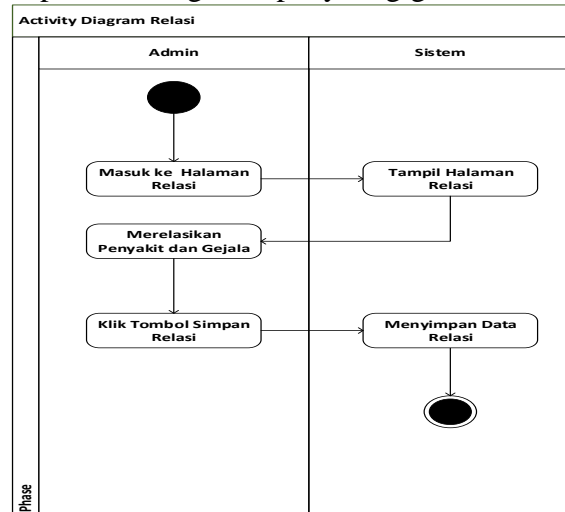 Activity Diagram Relasi
Admin
Sistem
Masuk ke Halaman
Relasi
Tampil Halaman
Relasi
Merelasikan
Penyakit dan Gejala
Klik Tombol Simpan
Relasi
Menyimpan Data
Relasi
Phase